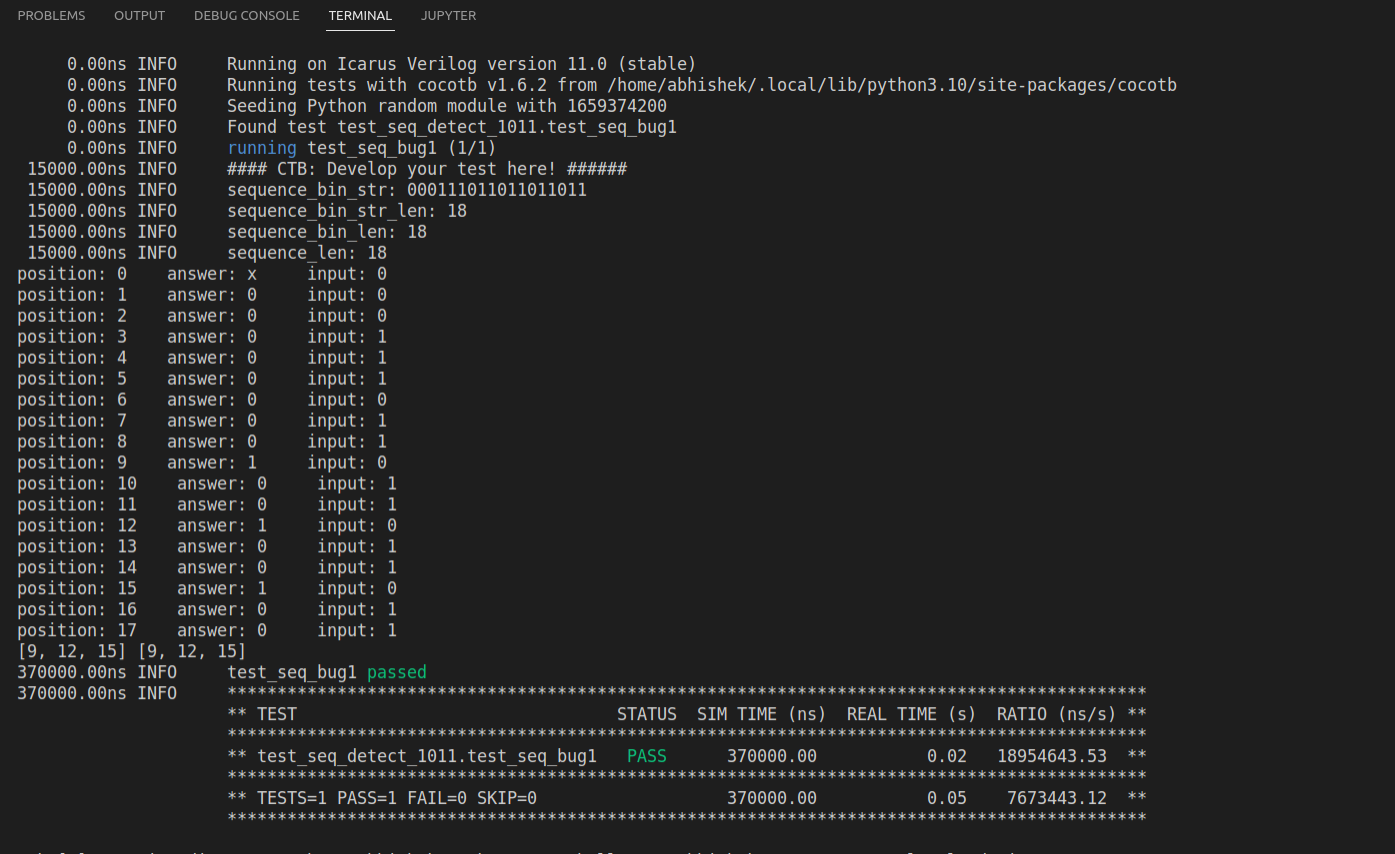 PROBLEMS OUTPUT DEBUG CONSOLE TERMINAL JUPYTER
0.00ns INFO Running on Icarus Verilog version 11.0 (stable)
0.00ns INFO Running tests with cocotb v1.6.2 from /home/abhishek/.local/lib/python3.10/site-packages/cocotb
0.00ns INFO Seeding Python random module with 1659374200
0.00ns INFO Found test test_seq_detect_1011.test_seq_bug1
0.00ns INFO running test_seq_bug1 (1/1)
15000.00ns INFO #### CTB: Develop your test here! ######
15000.00ns INFO sequence_bin_str: 000111011011011011
15000.00ns INFO sequence_bin_str_len: 18
15000.00ns INFO sequence_bin_len: 18
15000.00ns INFO sequence_len: 18
position: 0 answer: x input: 0
position: 1 answer: 0 input: 0
position: 2 answer: 0 input: 0
position: 3 answer: 0 input: 1
position: 4 answer: 0 input: 1
position: 5 answer: 0 input: 1
position: 6 answer: 0 input: 0
position: 7 answer: 0 input: 1
position: 8 answer: 0 input: 1
position: 9 answer: 1 input: 0
position: 10 answer: 0 input: 1
position: 11 answer: 0 input: 1
position: 12 answer: 1 input: 0
position: 13 answer: 0 input: 1
position: 14 answer: 0 input: 1
position: 15 answer: 1 input: 0
position: 16 answer: 0 input: 1
position: 17 answer: 0 input: 1
[9, 12, 15] [9, 12, 15]
370000.00ns INFO test_seq_bug1 passed
370000.00ns INFO ********************************************************************************************
** TEST STATUS SIM TIME (ns) REAL TIME (s) RATIO (ns/s) **
********************************************************************************************
** test_seq_detect_1011.test_seq_bug1 PASS 370000.00 0.02 18954643.53 **
********************************************************************************************
** TESTS=1 PASS=1 FAIL=0 SKIP=0 370000.00 0.05 7673443.12 **
********************************************************************************************